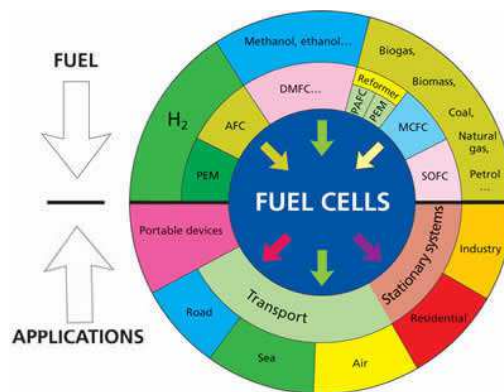 FUEL
APPLICATIONS
Methanol, ethanol...
Biogas,
Biomass,
Coal,
Natural
gas,
Petrol
...
H2
DMFC...
Reformer
PAFC
PEM
AFC
MCFC
PEM
SOFC
FUEL CELLS
Portable devices
Stationary systems
Industry
Transport
Road
Residential
Sea
Air